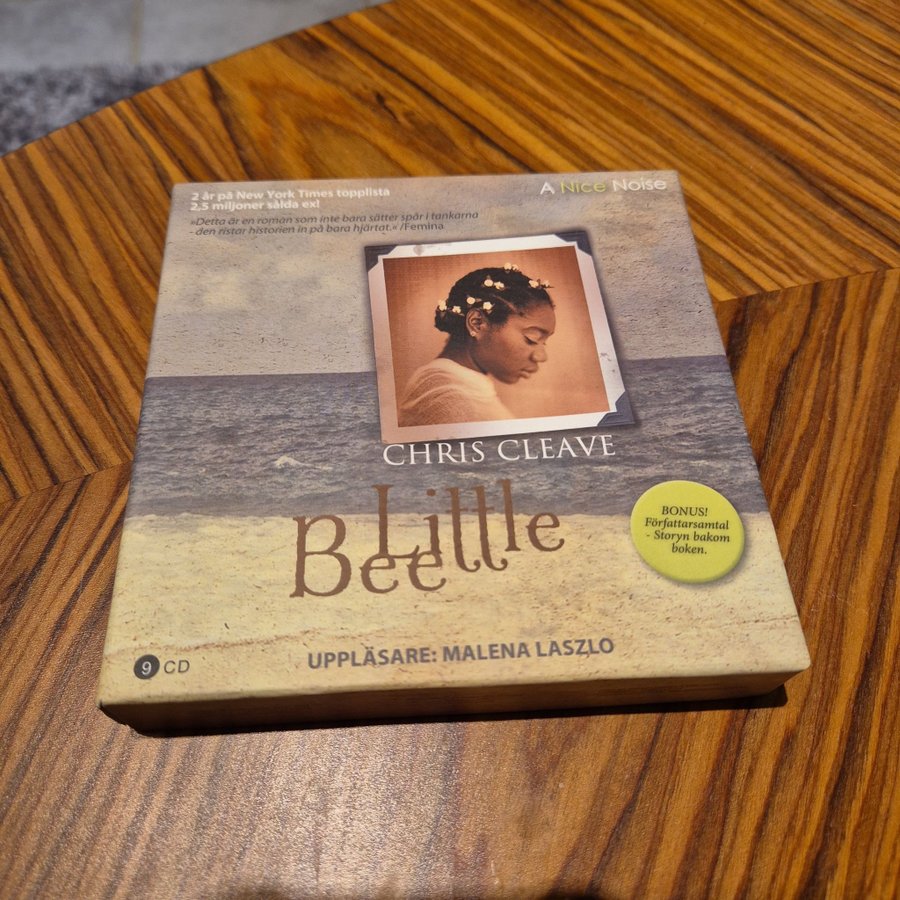 2 år på New York Times topplista
2,5 miljoner sålda ex!
»Detta är en roman som inte bara sätter spår i tankarna
- den ristar historien in på bara hjärtat.« /Femina
A Nice Noise
CHRIS CLEAVE
Little
Bee
BONUS!
Författarsamtal
- Storyn bakom
boken.
9 CD
UPPLÄSARE: MALENA LASZLO